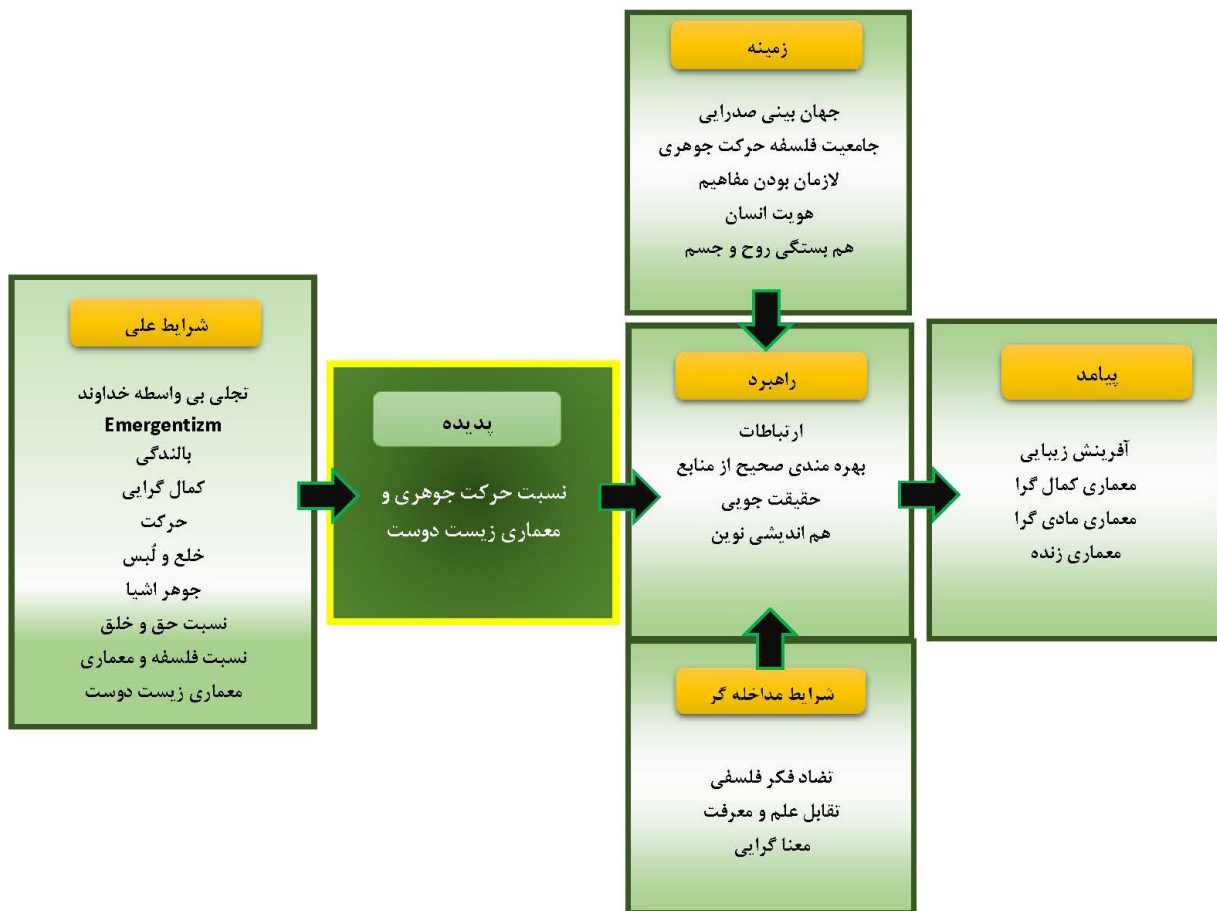 زمینه
جهان بینی صدرایی
جامعیت فلسفه حرکت جوهری
لازمان بودن مفاهیم
هویت انسان
هم بستگی روح و جسم
شرایط علی
تجلی بی واسطه خداوند
Emergentizm
بالندگی
کمال گرایی
حرکت
خلع و لُبس
جوهر اشیا
نسبت حق و خلق
نسبت فلسفه و معماری
معماری زیست دوست
پدیده
نسبت حرکت جوهری و
معماری زیست دوست
راهبرد
ارتباطات
بهره مندی صحیح از منابع
حقیقت جویی
هم اندیشی نوین
پیامد
آفرینش زیبایی
معماری کمال گرا
معماری مادی گرا
معماری زنده
شرایط مداخله گر
تضاد فکر فلسفی
تقابل علم و معرفت
معنا گرایی